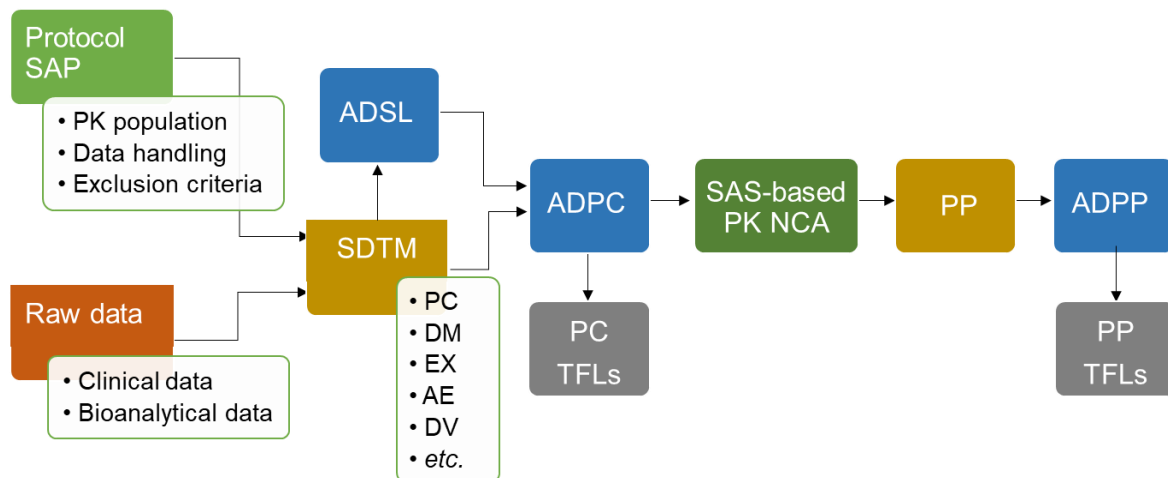 Protocol
SAP
• PK population
• Data handling
• Exclusion criteria
Raw data
• Clinical data
• Bioanalytical data
ADSL
SDTM
• PC
• DM
• EX
• AE
• DV
• etc.
ADPC
PC
TFLs
SAS-based
PK NCA
PP
ADPP
PP
TFLs